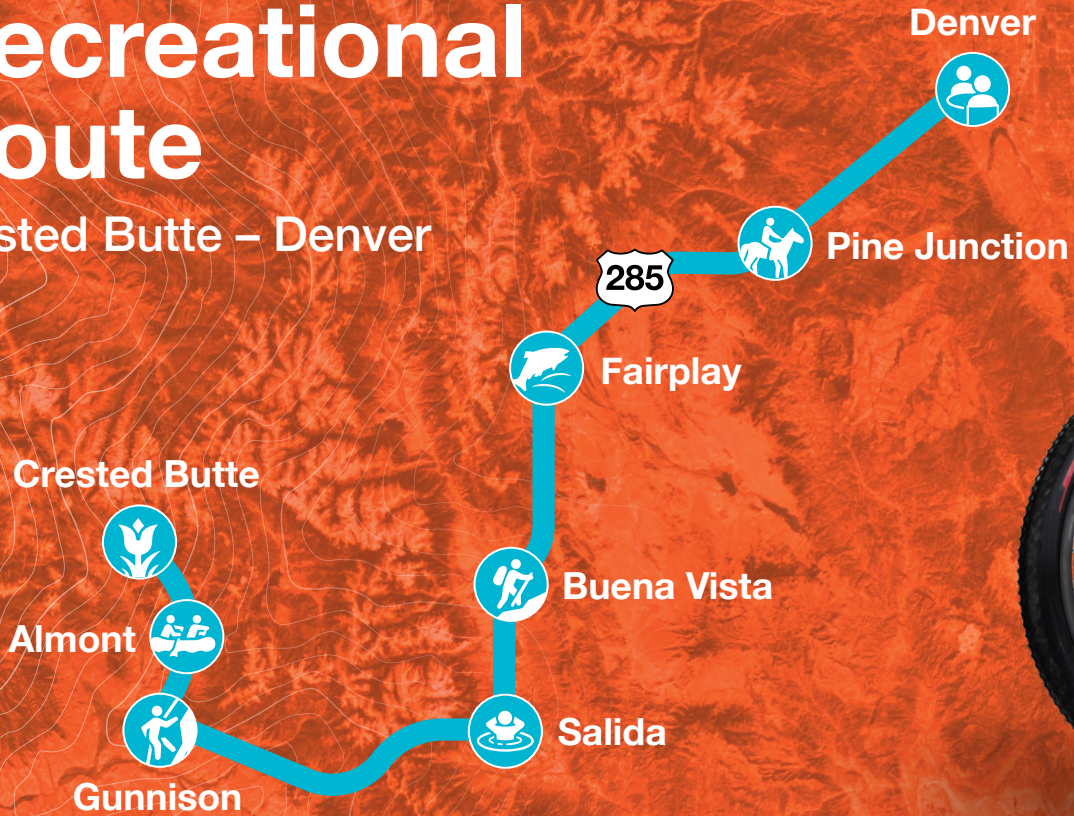 ecreational
oute
sted Butte – Denver
Denver
Pine Junction
285
Fairplay
Crested Butte
Buena Vista
Almont
Salida
Gunnison